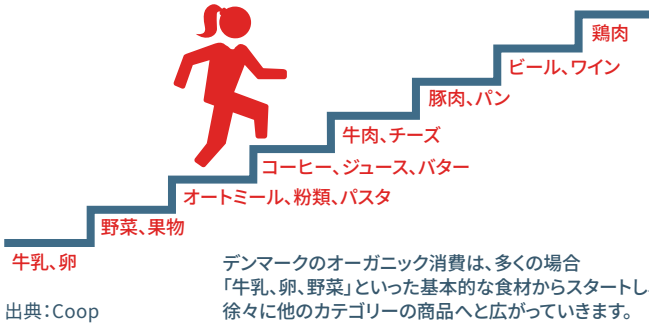 鶏肉
ビール、ワイン
豚肉、パン
牛肉、チーズ
コーヒー、ジュース、バター
オートミール、粉類、パスタ
野菜、果物
牛乳、卵
デンマークのオーガニック消費は、多くの場合
「牛乳、卵、野菜」といった基本的な食材からスタートし、
徐々に他のカテゴリーの商品へと広がっていきます。
出典：Coop